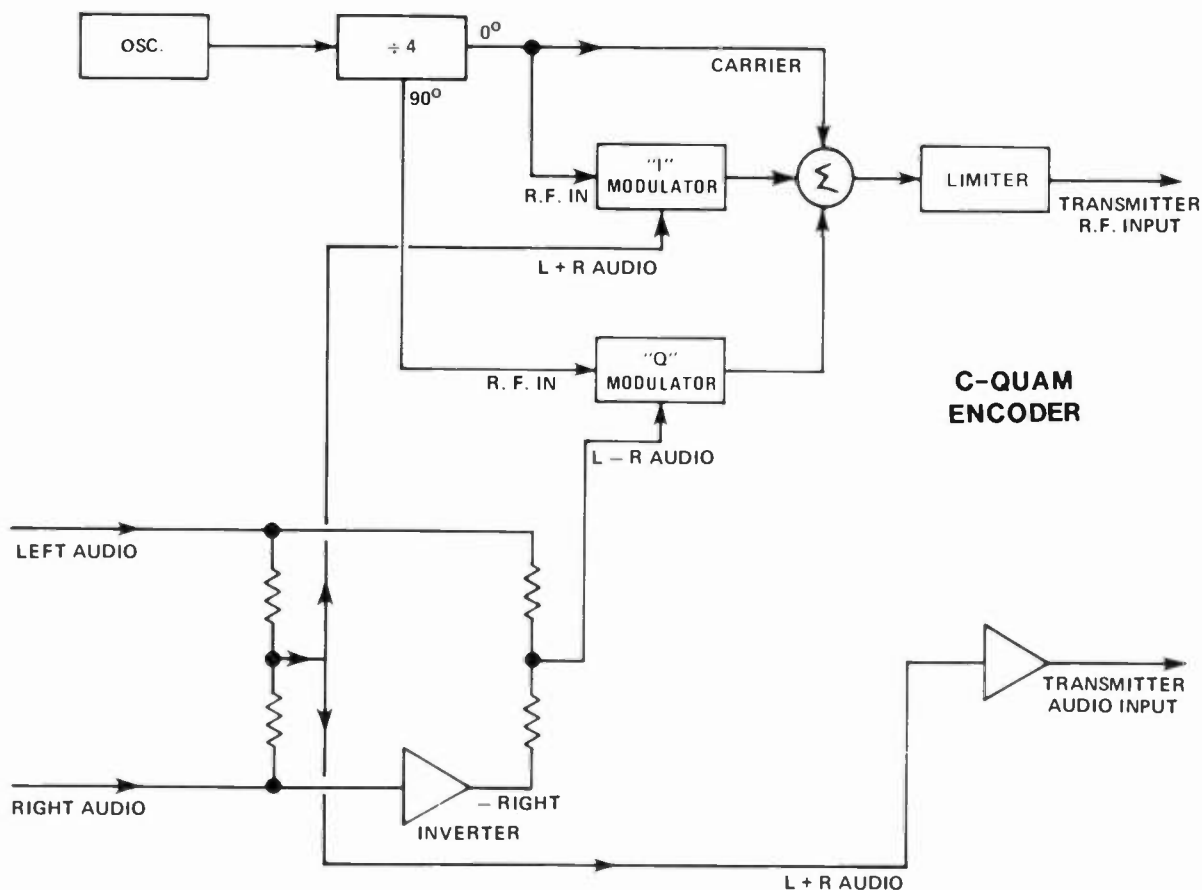 OSC.
÷ 4
0°
90°
CARRIER
"I"
MODULATOR
R.F. IN
Σ
LIMITER
TRANSMITTER
R.F. INPUT
L + R AUDIO
"Q"
MODULATOR
R. F. IN
C-QUAM
ENCODER
L – R AUDIO
LEFT AUDIO
TRANSMITTER
AUDIO INPUT
RIGHT AUDIO
– RIGHT
INVERTER
L + R AUDIO